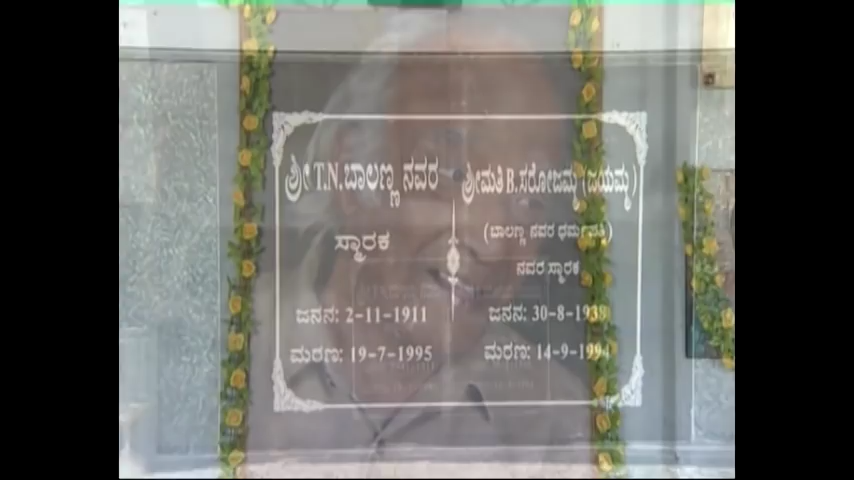 ಶ್ರೀ T.N. ಬಾಲಣ್ಣ ನವರ
ಸ್ಮಾರಕ
ಜನನ: 2-11-1911
ಮರಣ: 19-7-1995
ಶ್ರೀಮತಿ B. ಸರೋಜಮ್ಮ (ಜಯಮ್ಮ)
(ಬಾಲಣ್ಣ ನವರ ಧರ್ಮಪತ್ನಿ)
ನವರ ಸ್ಮಾರಕ
ಜನನ: 30-8-1938
ಮರಣ: 14-9-1994